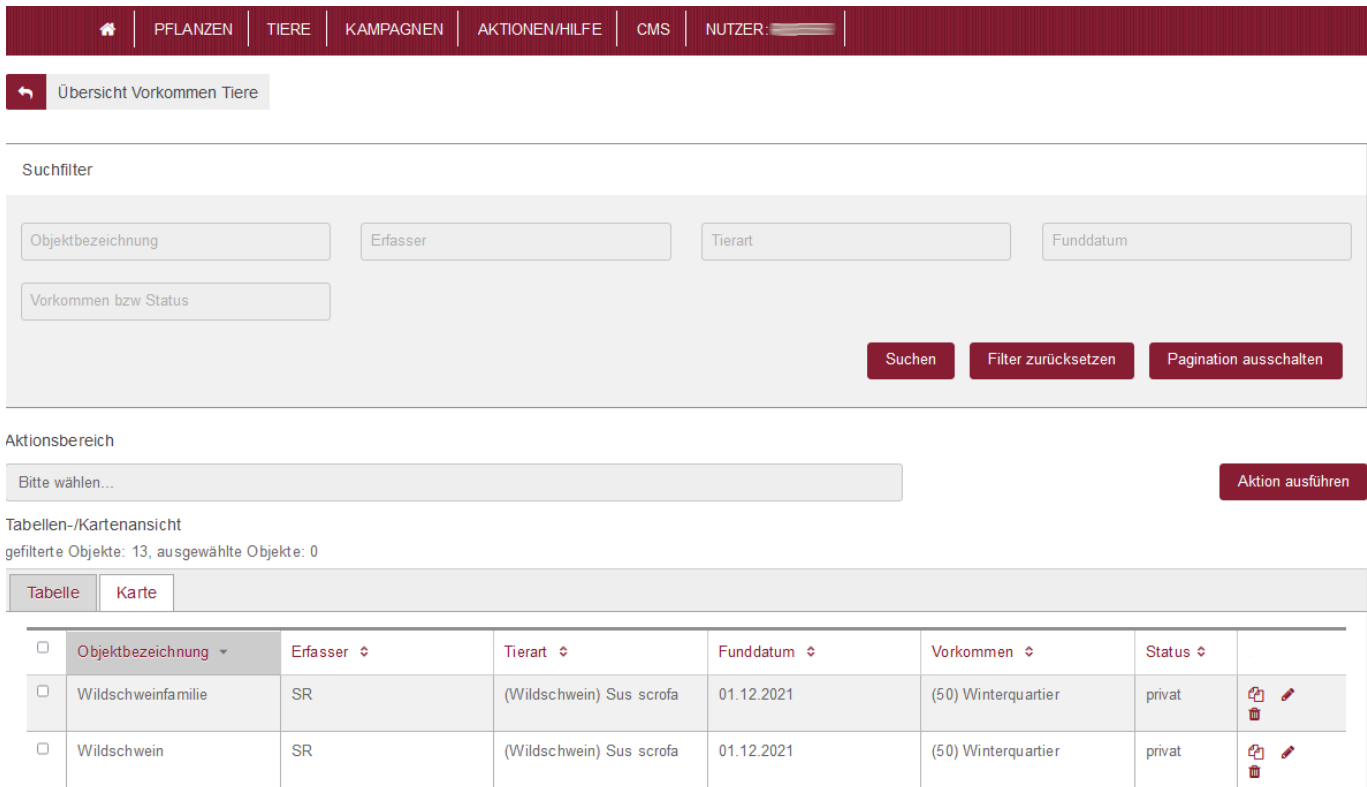 PFLANZEN TIERE KAMPAGNEN AKTIONEN/HILFE CMS NUTZER:
Übersicht Vorkommen Tiere
Suchfilter
Objektbezeichnung Erfasser Tierart Funddatum
Vorkommen bzw Status
Suchen Filter zurücksetzen Pagination ausschalten
Aktionsbereich
Bitte wählen... Aktion ausführen
Tabellen-/Kartenansicht
gefilterte Objekte: 13, ausgewählte Objekte: 0
Tabelle Karte
Objektbezeichnung Erfasser Tierart Funddatum Vorkommen Status
Wildschweinfamilie SR (Wildschwein) Sus scrofa 01.12.2021 (50) Winterquartier privat
Wildschwein SR (Wildschwein) Sus scrofa 01.12.2021 (50) Winterquartier privat